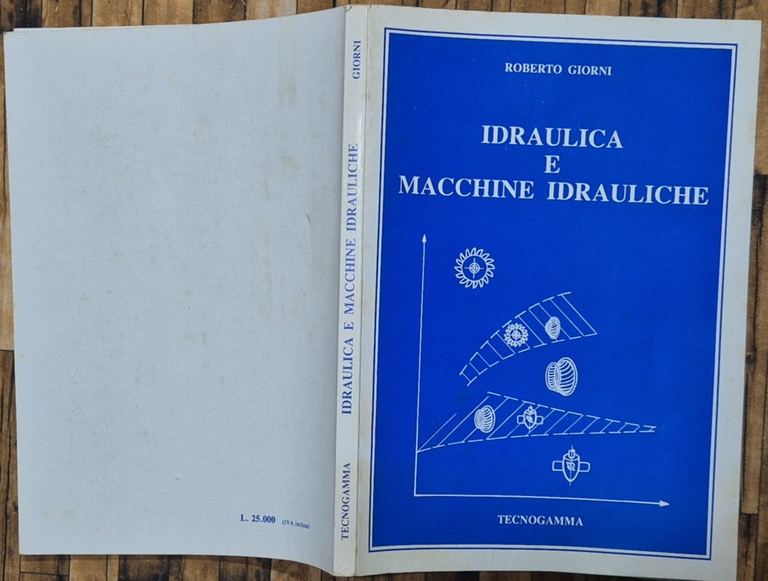 ROBERTO GIORNI
IDRAULICA
E
MACCHINE IDRAULICHE
TECNOGAMMA
GIORNI
IDRAULICA E MACCHINE IDRAULICHE
TECNOGAMMA
L. 25.000 (IVA inclusa)